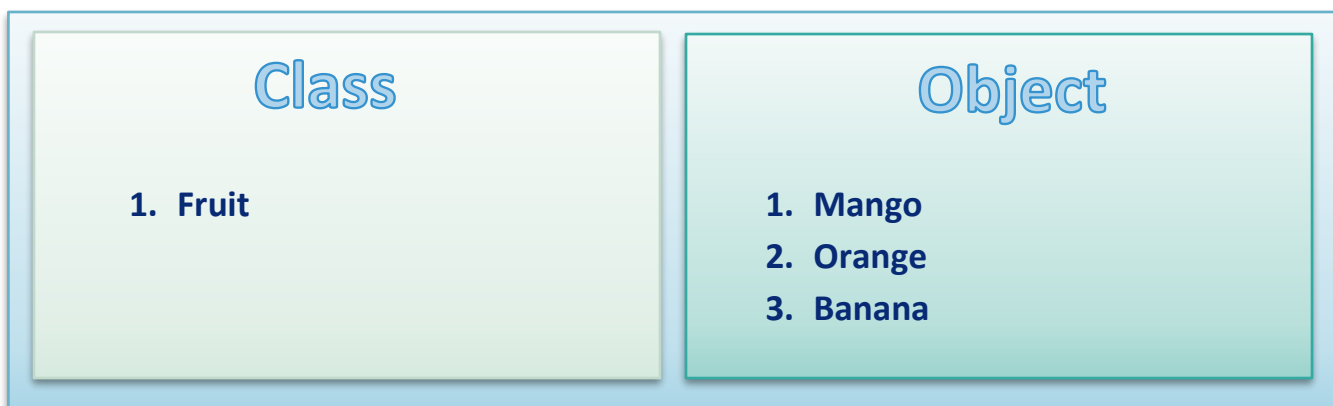 Class
1. Fruit
Object
1. Mango
2. Orange
3. Banana